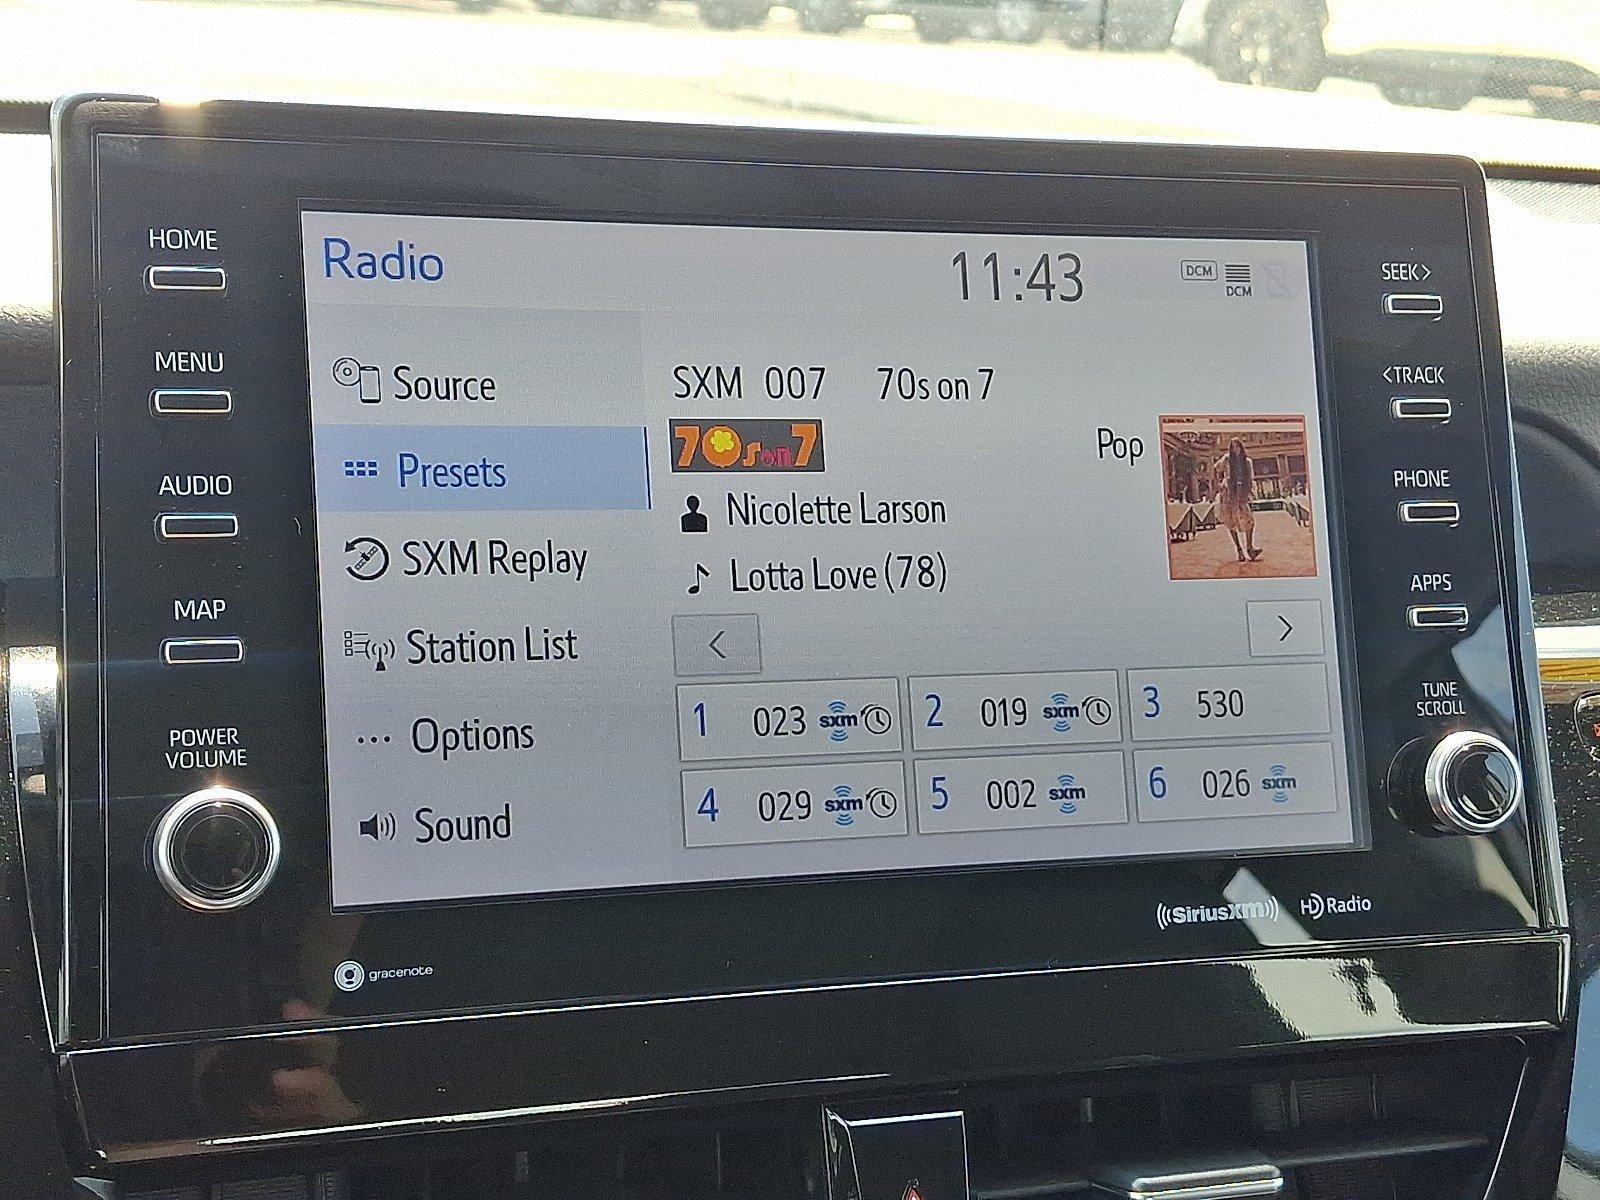 HOME
MENU
AUDIO
MAP
POWER
VOLUME
Radio
11:43
DCM
DCM
Source
Presets
SXM Replay
Station List
... Options
Sound
SXM 007 70s on 7
70s on 7
Pop
Nicolette Larson
Lotta Love (78)
<
>
1 023 sxm
2 019 sxm
3 530
4 029 sxm
5 002 sxm
6 026 sxm
SEEK>
<TRACK
PHONE
APPS
TUNE
SCROLL
((SiriusXM))
HD Radio
gracenote